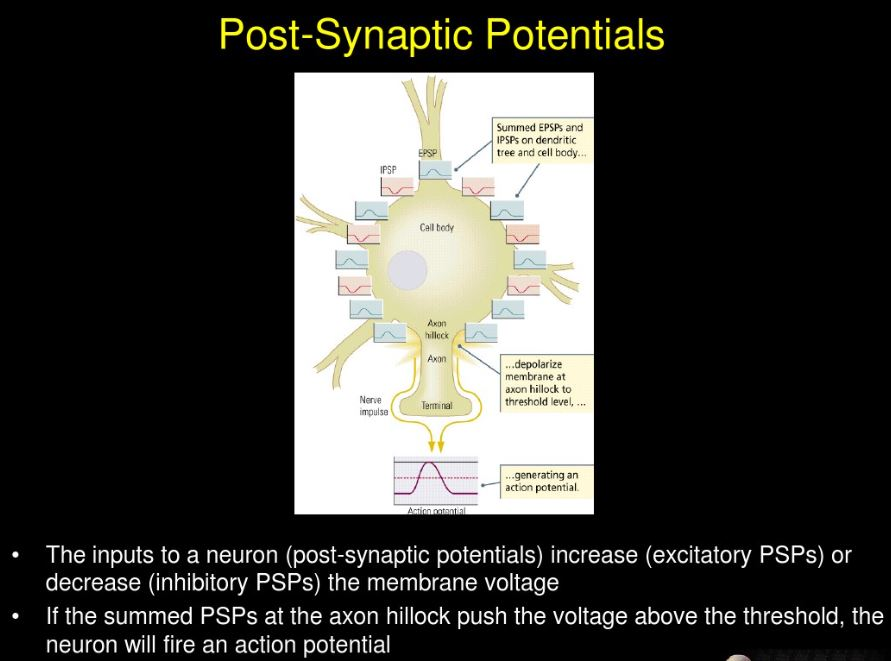 Post-Synaptic Potentials
Summed EPSPs and
IPSPs on dendritic
tree and cell body...
EPSP
IPSP
Cell body
Axon
hillock
Axon
...depolarize
membrane at
axon hillock to
threshold level, ...
Nerve
impulse
Terminal
...generating an
action potential.
Action potential
• The inputs to a neuron (post-synaptic potentials) increase (excitatory PSPs) or
decrease (inhibitory PSPs) the membrane voltage
• If the summed PSPs at the axon hillock push the voltage above the threshold, the
neuron will fire an action potential